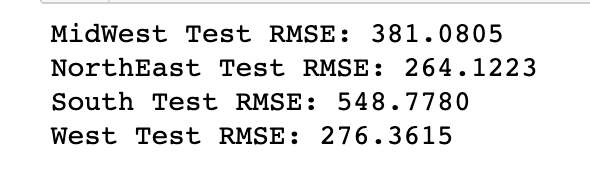 MidWest Test RMSE: 381.0805
NorthEast Test RMSE: 264.1223
South Test RMSE: 548.7780
West Test RMSE: 276.3615